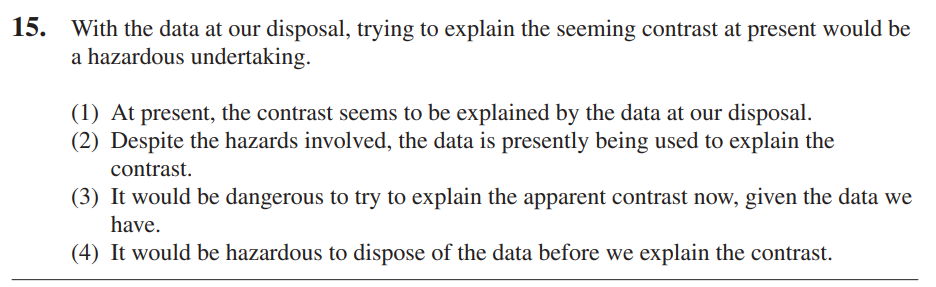 15. With the data at our disposal, trying to explain the seeming contrast at present would be
a hazardous undertaking.
(1) At present, the contrast seems to be explained by the data at our disposal.
(2) Despite the hazards involved, the data is presently being used to explain the
contrast.
(3) It would be dangerous to try to explain the apparent contrast now, given the data we
have.
(4) It would be hazardous to dispose of the data before we explain the contrast.